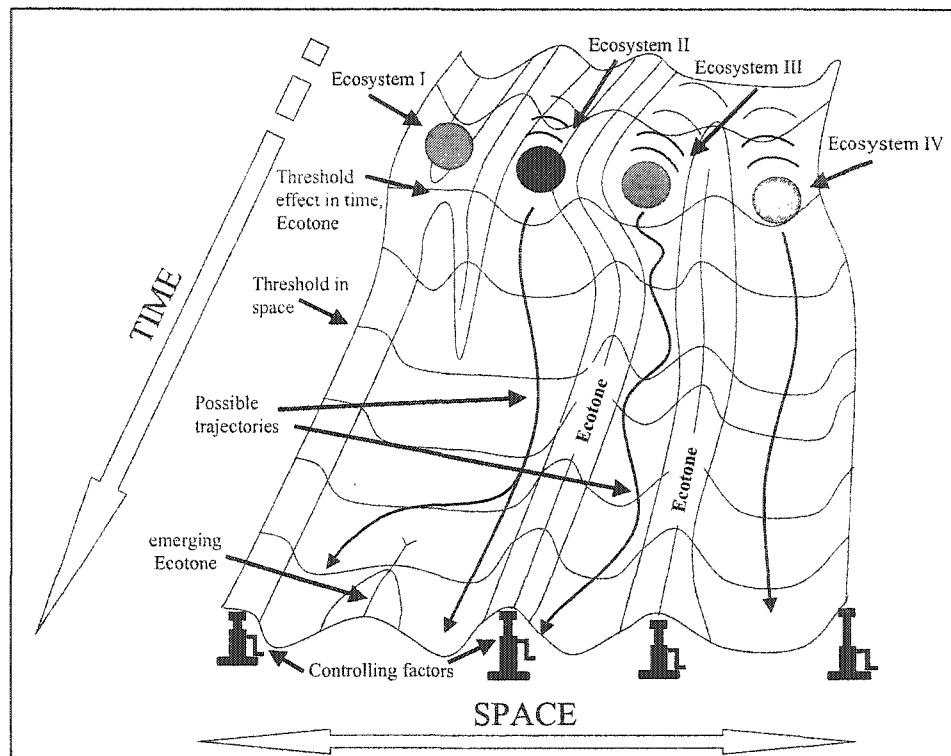 Ecosystem II
Ecosystem I
Ecosystem III
Ecosystem IV
Threshold
effect in time,
Ecotone
TIME
Threshold in
space
Possible
trajectories
Ecotone
Ecotone
emerging
Ecotone
Controlling factors
SPACE